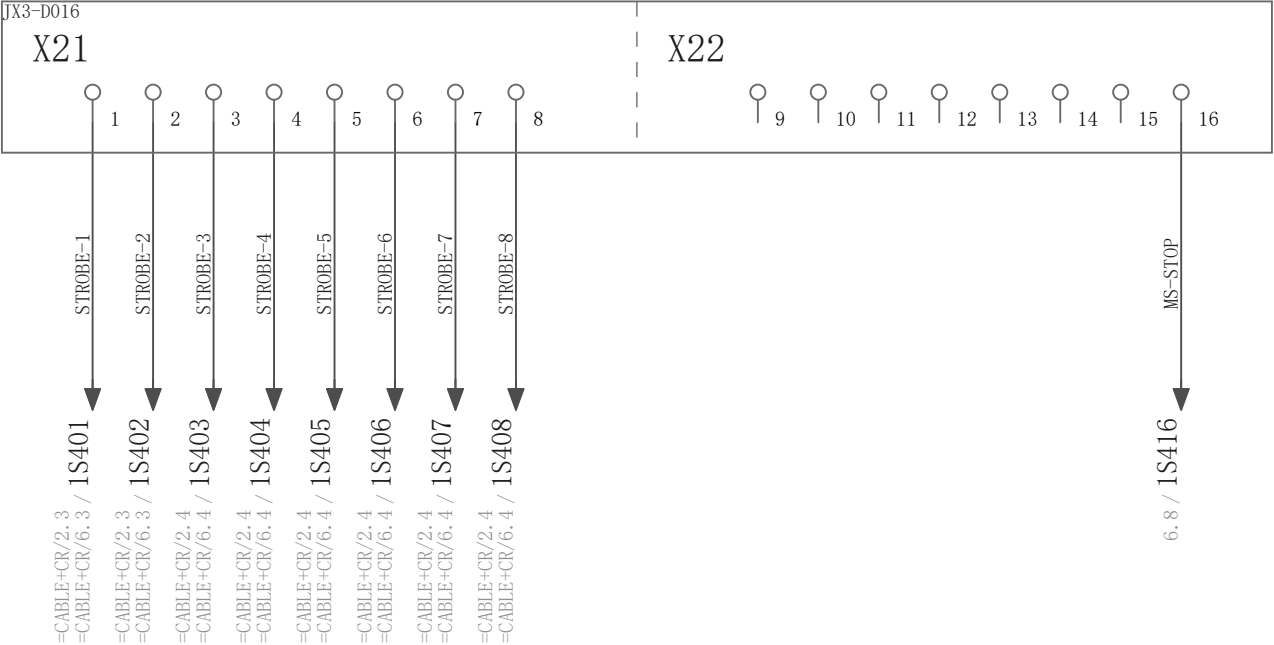 JX3-DO16
X21
X22
1
2
3
4
5
6
7
8
9
10
11
12
13
14
15
16
STROBE-1
STROBE-2
STROBE-3
STROBE-4
STROBE-5
STROBE-6
STROBE-7
STROBE-8
MS-STOP
=CABLE+CR/2.3
=CABLE+CR/6.3 / 1S401
=CABLE+CR/2.3
=CABLE+CR/6.3 / 1S402
=CABLE+CR/2.4
=CABLE+CR/6.4 / 1S403
=CABLE+CR/2.4
=CABLE+CR/6.4 / 1S404
=CABLE+CR/2.4
=CABLE+CR/6.4 / 1S405
=CABLE+CR/2.4
=CABLE+CR/6.4 / 1S406
=CABLE+CR/2.4
=CABLE+CR/6.4 / 1S407
=CABLE+CR/2.4
=CABLE+CR/6.4 / 1S408
6.8 / 1S416